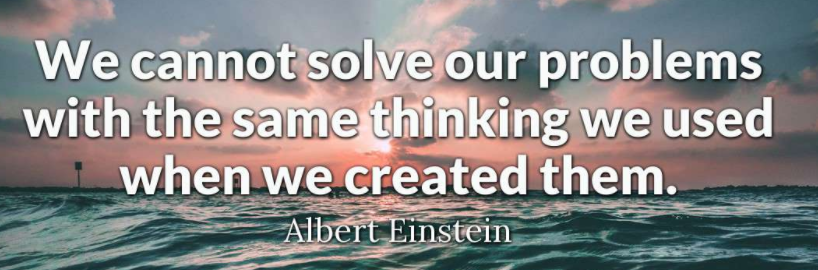 We cannot solve our problems
with the same thinking we used
when we created them.
Albert Einstein